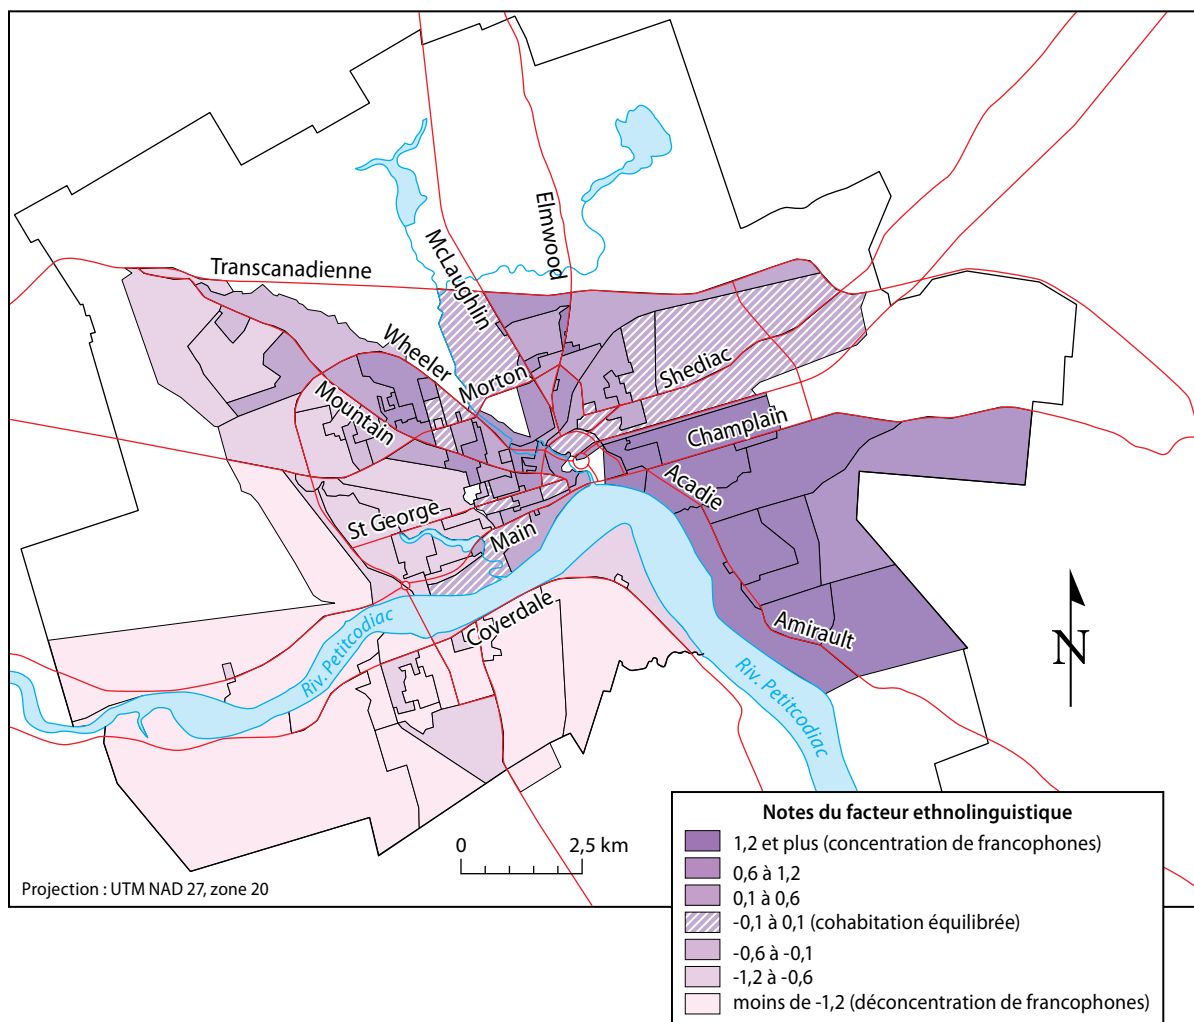 Transcanadienne
McLaughlin
Elmwood
Wheeler
Morton
Mountain
Shediac
Champlain
Acadie
St George
Main
Coverdale
Amirault
Riv. Petitcodiac
Riv. Petitcodiac
N
0 2,5 km
Projection : UTM NAD 27, zone 20
Notes du facteur ethnolinguistique
1,2 et plus (concentration de francophones)
0,6 à 1,2
0,1 à 0,6
-0,1 à 0,1 (cohabitation équilibrée)
-0,6 à -0,1
-1,2 à -0,6
moins de -1,2 (déconcentration de francophones)